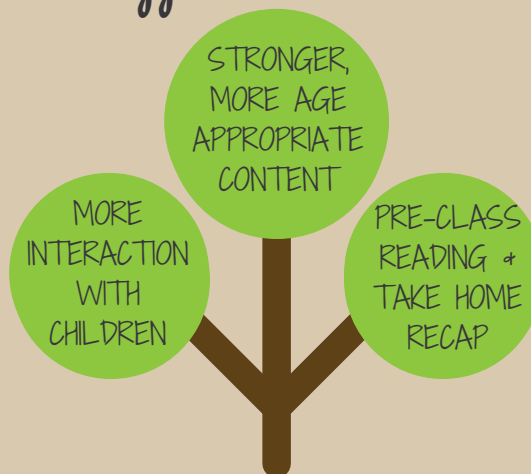 STRONGER,
MORE AGE
APPROPRIATE
CONTENT
MORE
INTERACTION
WITH
CHILDREN
PRE-CLASS
READING &
TAKE HOME
RECAP